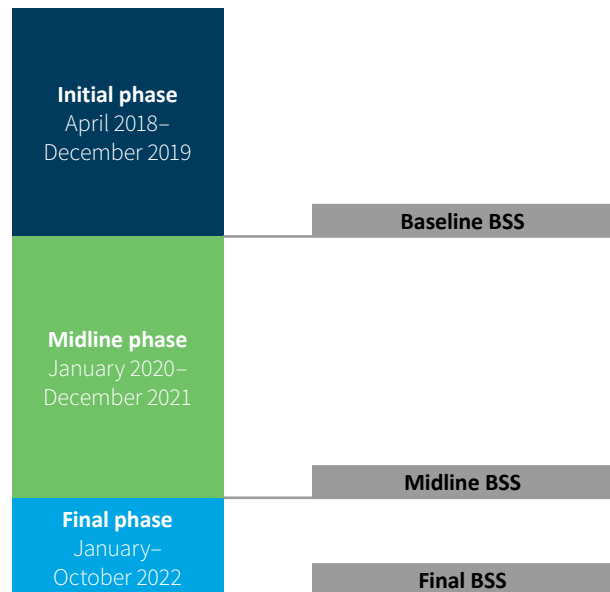 Initial phase
April 2018–
December 2019
Baseline BSS
Midline phase
January 2020–
December 2021
Midline BSS
Final phase
January–
October 2022
Final BSS